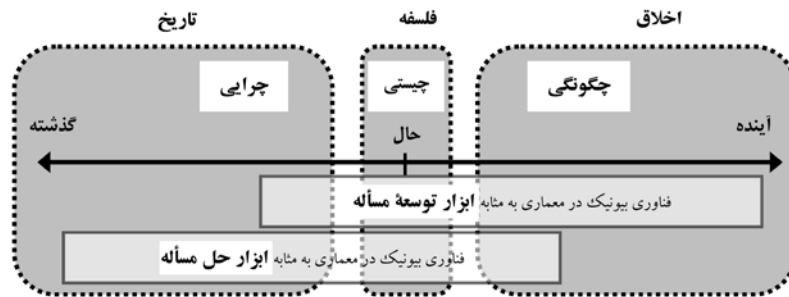 اخلاق فلسفه تاریخ
چگونگی چیستی چرایی
آینده حال گذشته
فناوری بیونیک در معماری به مثابه ابزار توسعهٔ مسأله
فناوری بیونیک در معماری به مثابه ابزار حل مسأله